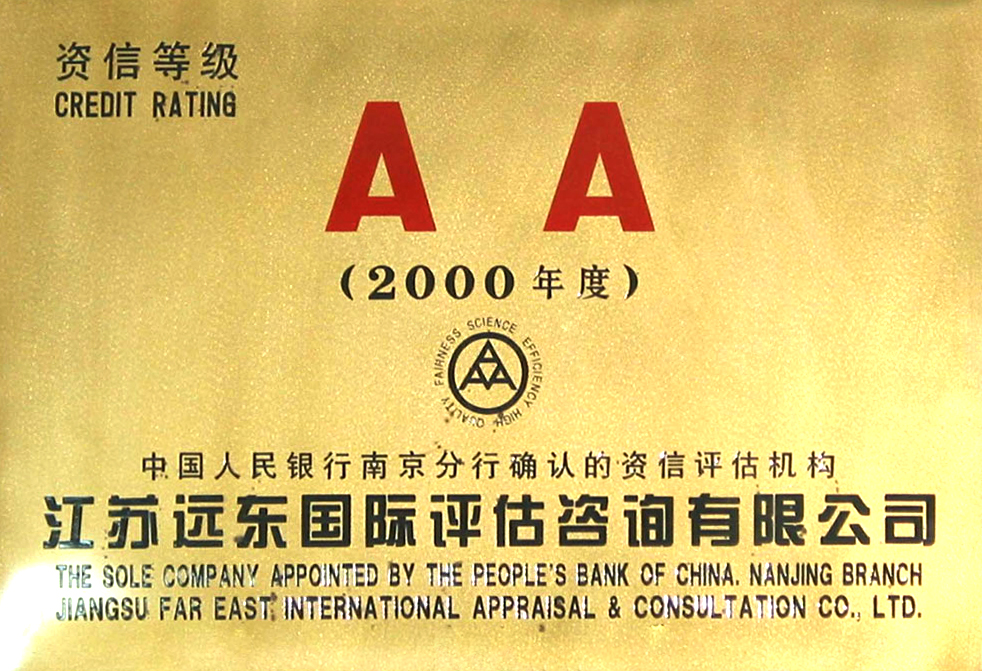 资信等级
CREDIT RATING
A A
(2000年度)
FAIRNESS SCIENCE EFFICIENCY HIGH QUALITY
AAA
中国人民银行南京分行确认的资信评估机构
江苏远东国际评估咨询有限公司
THE SOLE COMPANY APPOINTED BY THE PEOPLE'S BANK OF CHINA. NANJING BRANCH
JIANGSU FAR EAST INTERNATIONAL APPRAISAL & CONSULTATION CO., LTD.